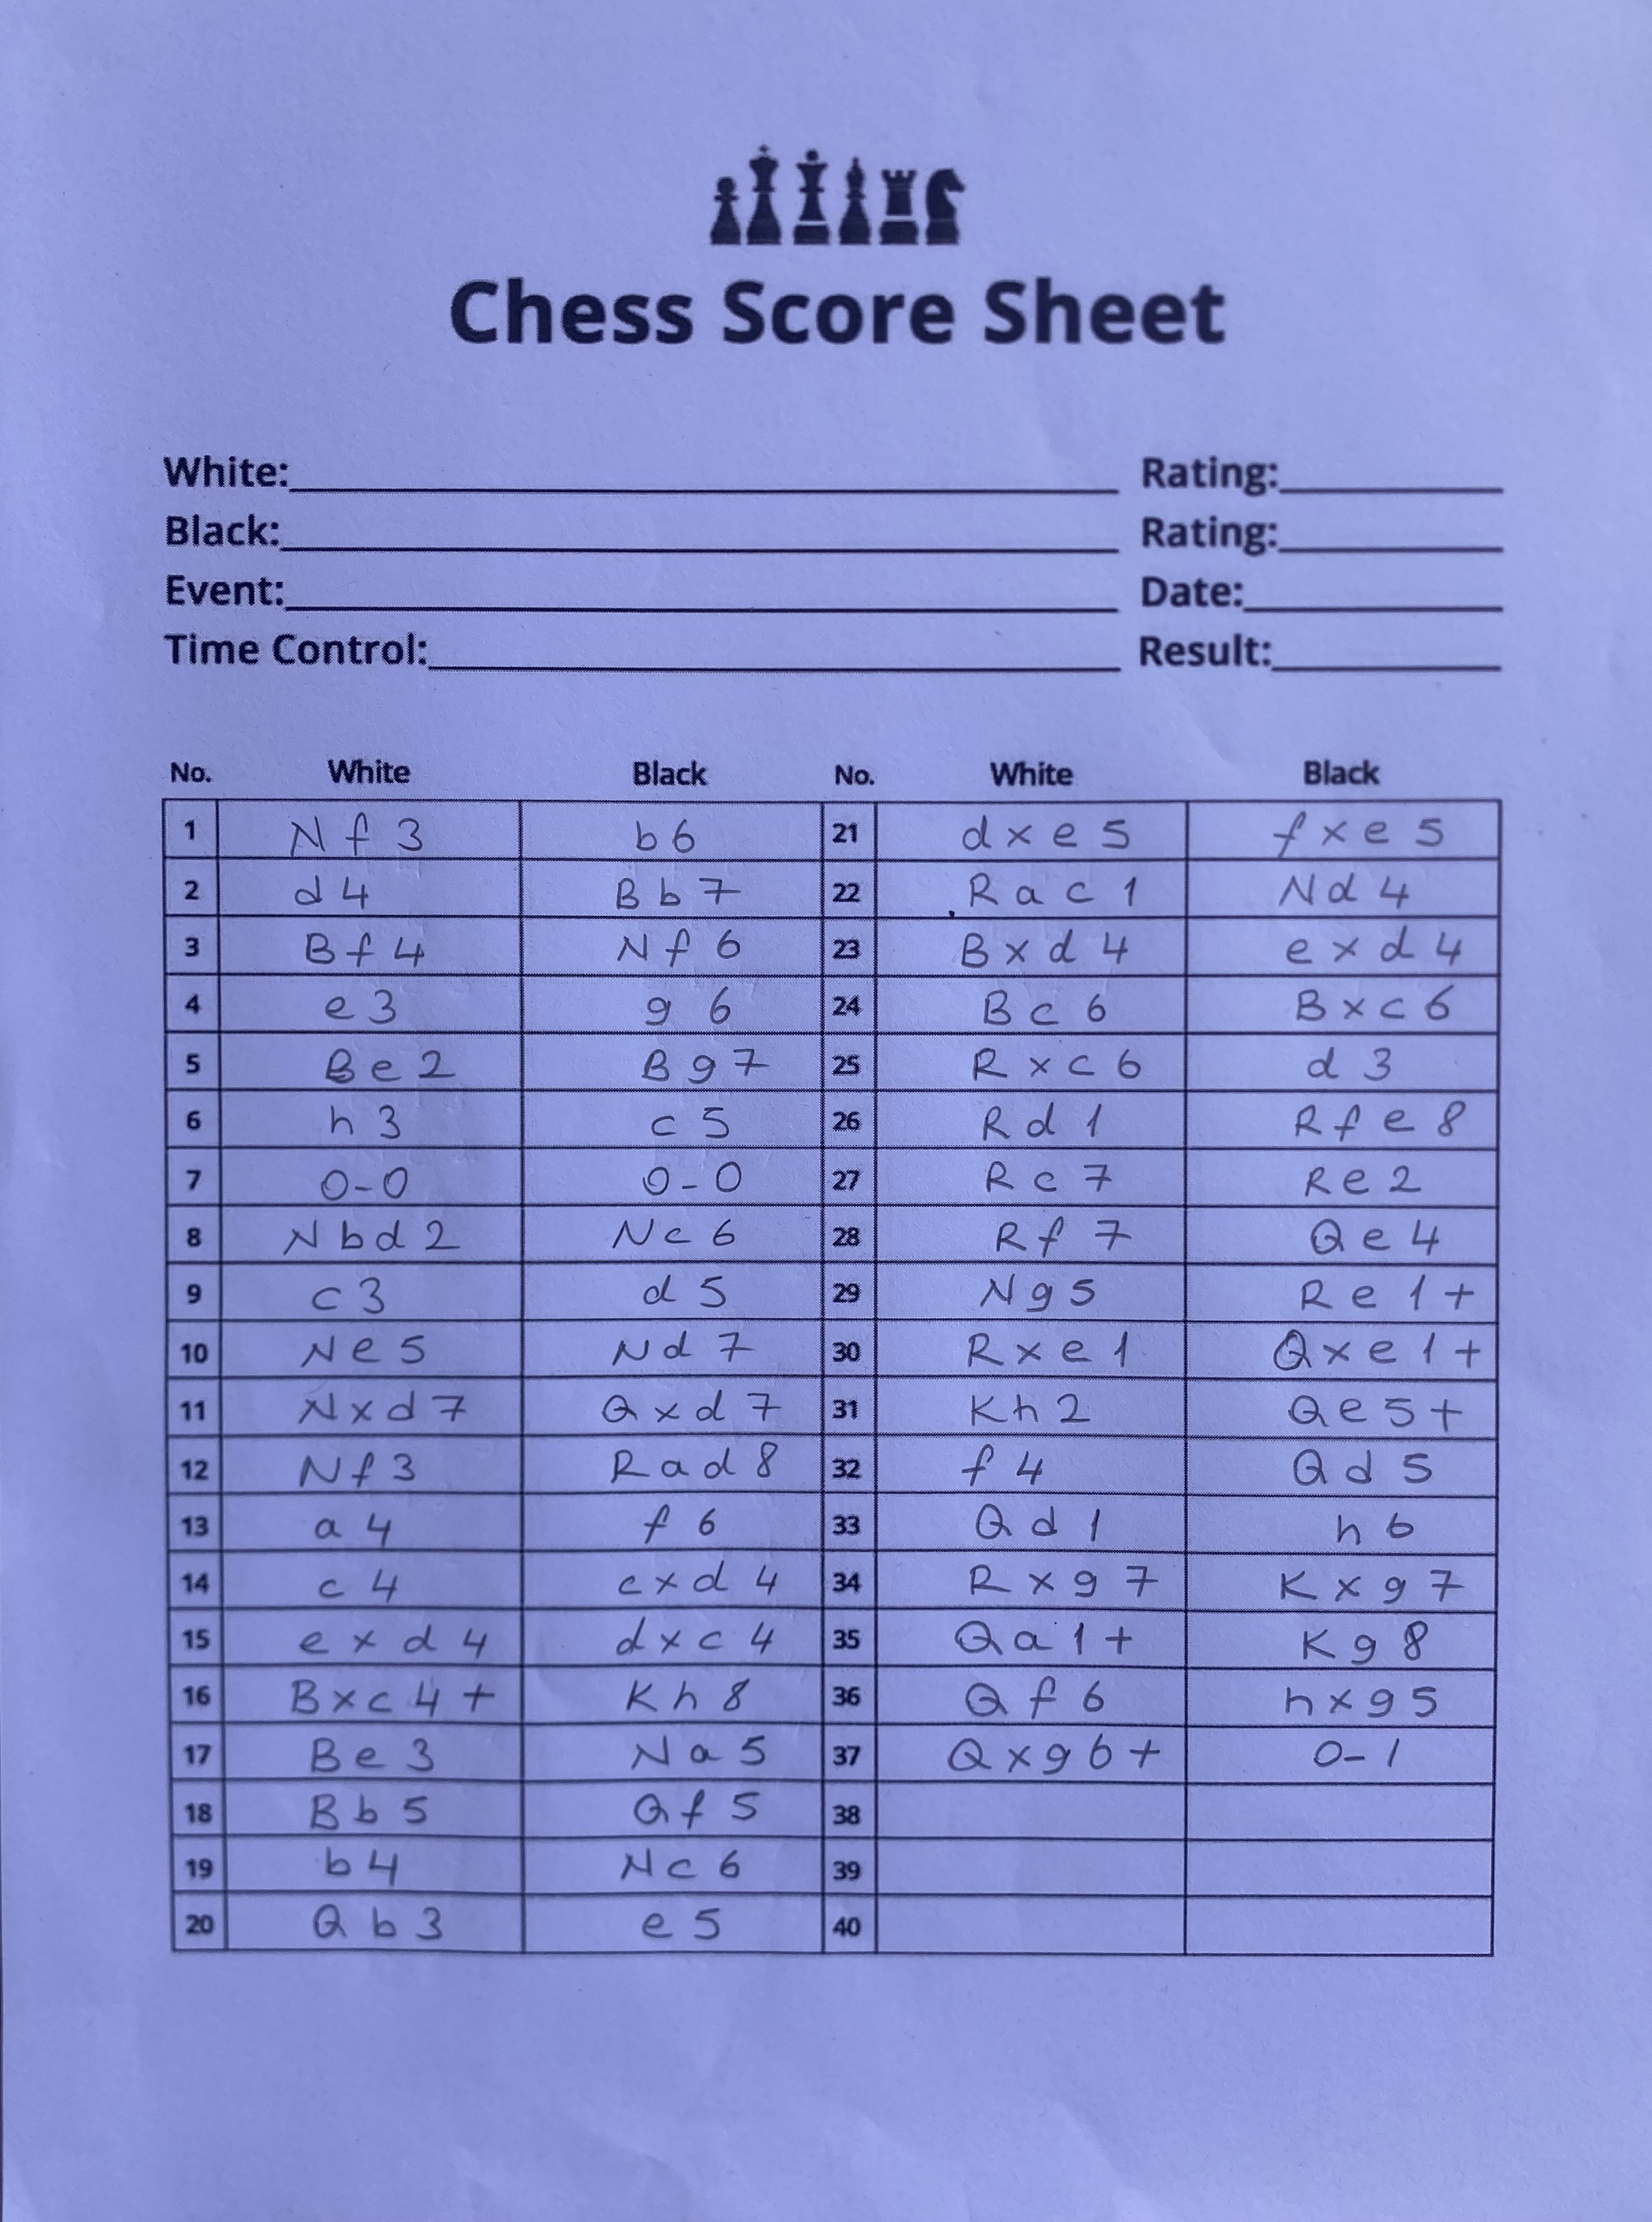 Chess Score Sheet
White: Rating:
Black: Rating:
Event: Date:
Time Control: Result:
No. White Black No. White Black
1 Nf3 b6 21 dxe5 fxe5
2 d4 Bb7 22 Rac1 Nd4
3 Bf4 Nf6 23 Bxd4 exd4
4 e3 g6 24 Bc6 Bxc6
5 Be2 Bg7 25 Rxc6 d3
6 h3 c5 26 Rd1 Rfe8
7 0-0 0-0 27 Rc7 Re2
8 Nbd2 Nc6 28 Rf7 Qe4
9 c3 d5 29 Ng5 Re1+
10 Ne5 Nd7 30 Rxe1 Qxe1+
11 Nxd7 Qxd7 31 Kh2 Qe5+
12 Nf3 Rad8 32 f4 Qd5
13 a4 f6 33 Qd1 h6
14 c4 cxd4 34 Rxg7 Kxg7
15 exd4 dxc4 35 Qa1+ Kg8
16 Bxc4+ Kh8 36 Qf6 hxg5
17 Be3 Na5 37 Qxg6+ 0-1
18 Bb5 Qf5 38
19 b4 Nc6 39
20 Qb3 e5 40